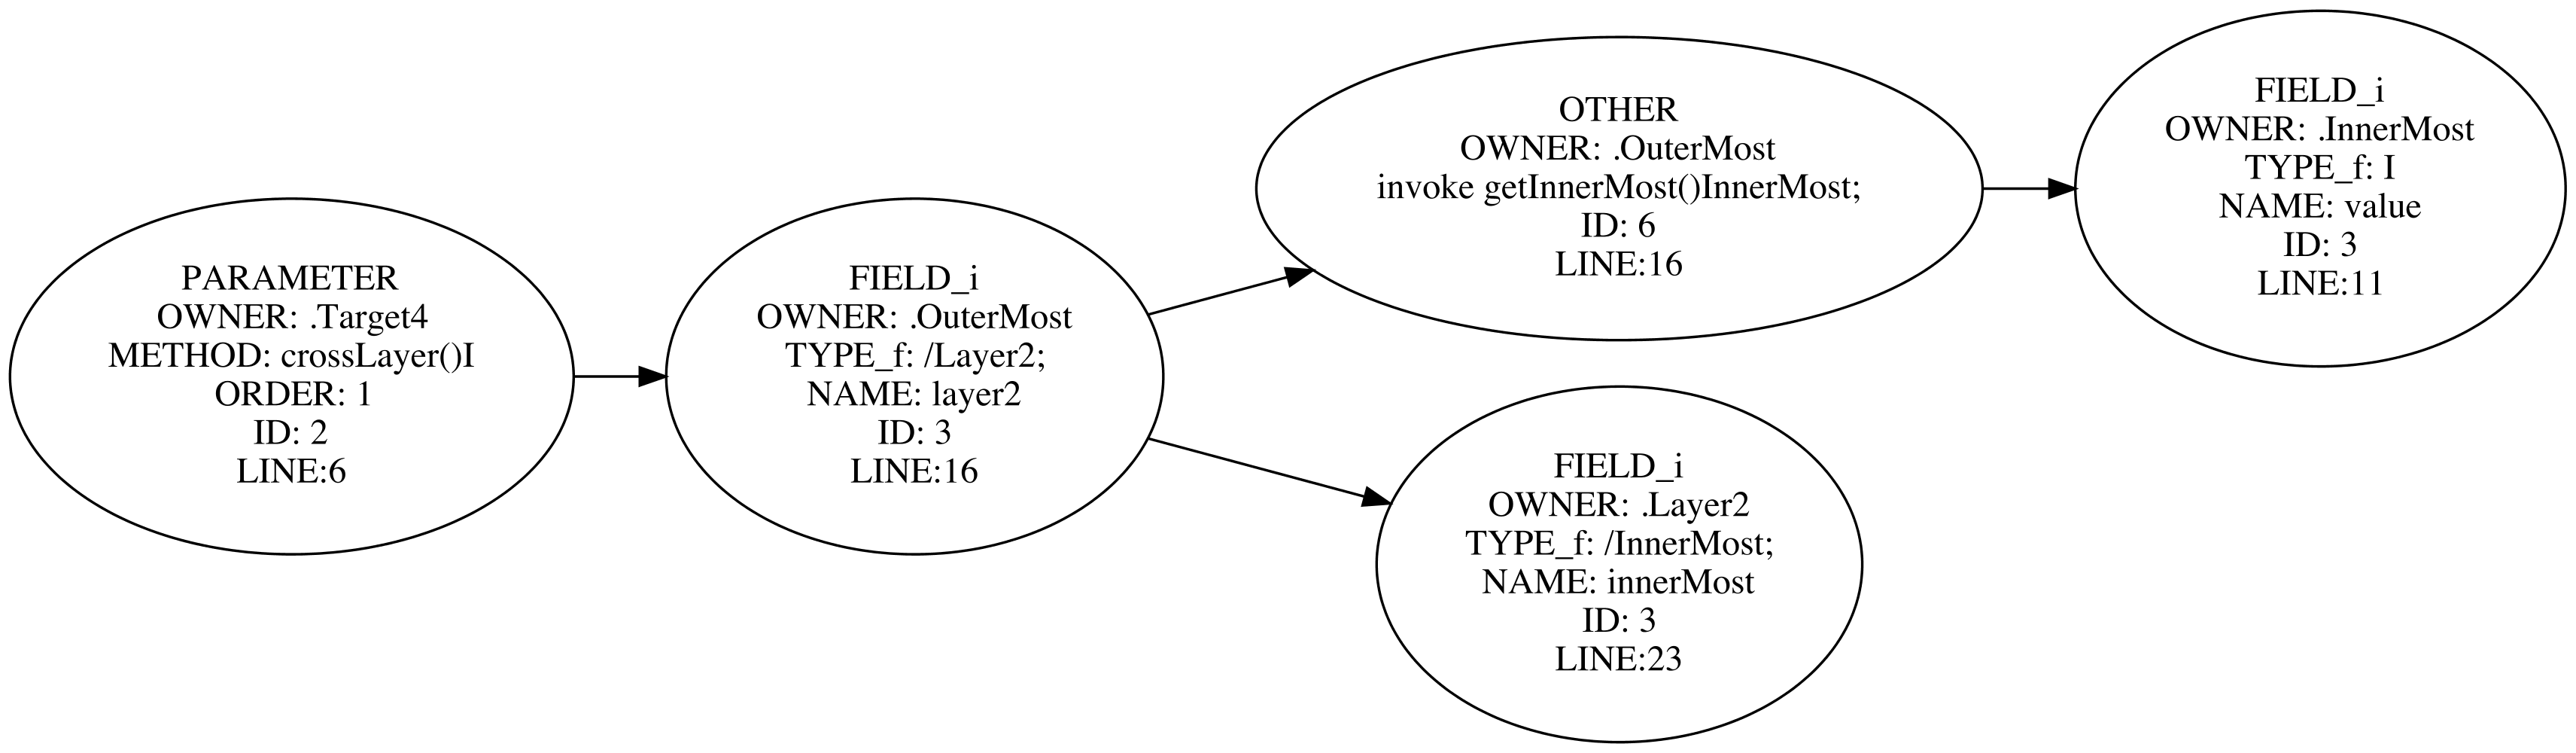 PARAMETER
OWNER: .Target4
METHOD: crossLayer()I
ORDER: 1
ID: 2
LINE:6
FIELD_i
OWNER: .OuterMost
TYPE_f: /Layer2;
NAME: layer2
ID: 3
LINE:16
OTHER
OWNER: .OuterMost
invoke getInnerMost()InnerMost;
ID: 6
LINE:16
FIELD_i
OWNER: .Layer2
TYPE_f: /InnerMost;
NAME: innerMost
ID: 3
LINE:23
FIELD_i
OWNER: .InnerMost
TYPE_f: I
NAME: value
ID: 3
LINE:11